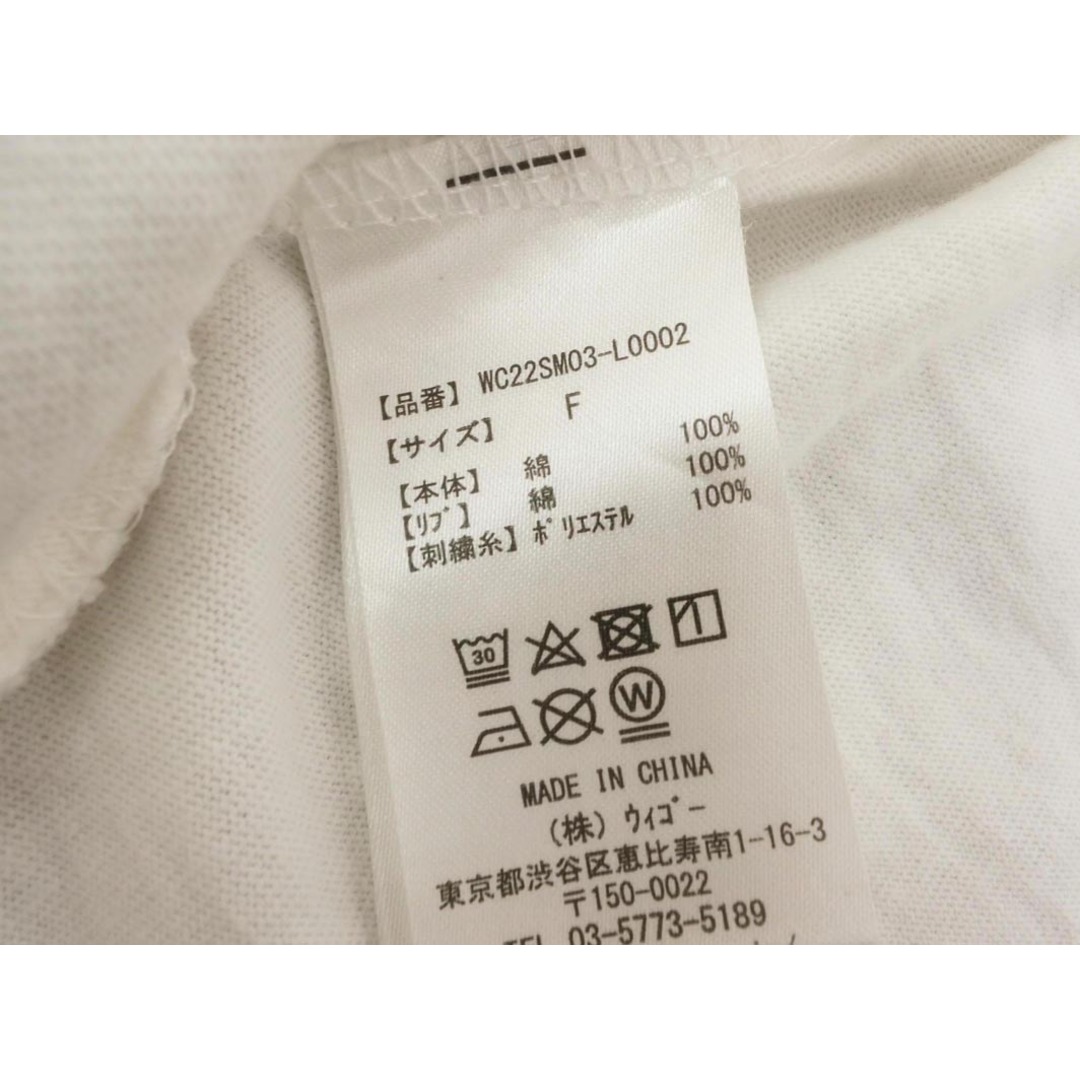 【品番】 WC22SM03-L0002
【サイズ】 F
【本体】 綿 100%
【リブ】 綿 100%
【刺繍糸】 ポリエステル 100%
30
W
MADE IN CHINA
(株) ウィゴー
東京都渋谷区恵比寿南1-16-3
〒150-0022
TEL 03-5773-5189